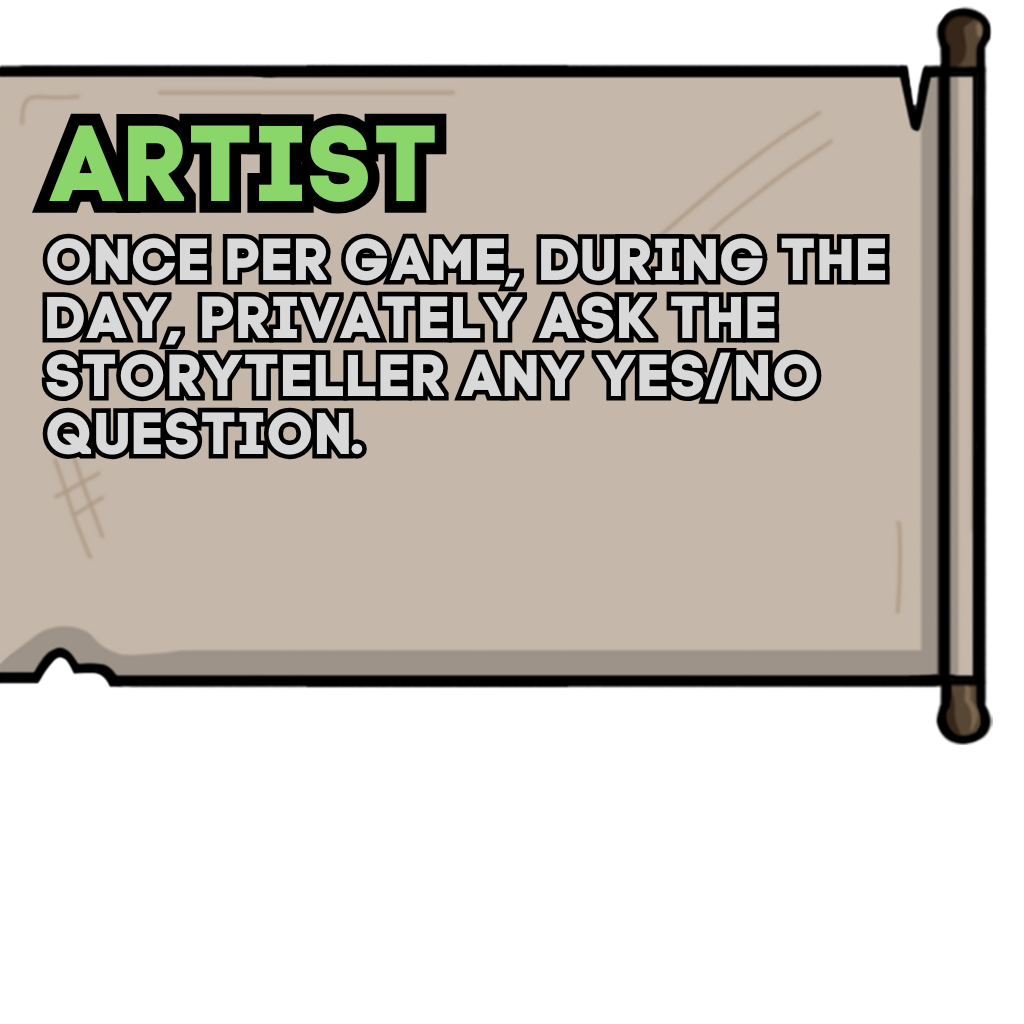 ARTIST
ONCE PER GAME, DURING THE
DAY, PRIVATELY ASK THE
STORYTELLER ANY YES/NO
QUESTION.